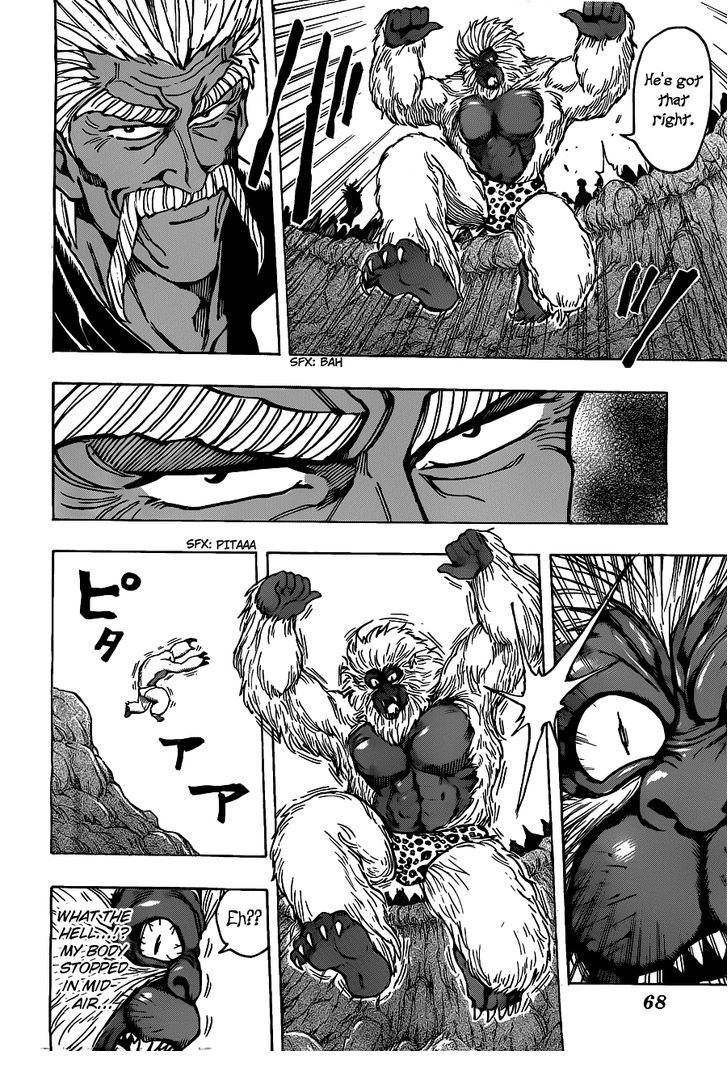 He's got
that
right.
SFX: BAH
SFX: PITAAA
ピ
タ
ア
ア
Eh??
WHAT THE
HELL...!?
MY BODY
STOPPED
IN MID-
AIR...!
68